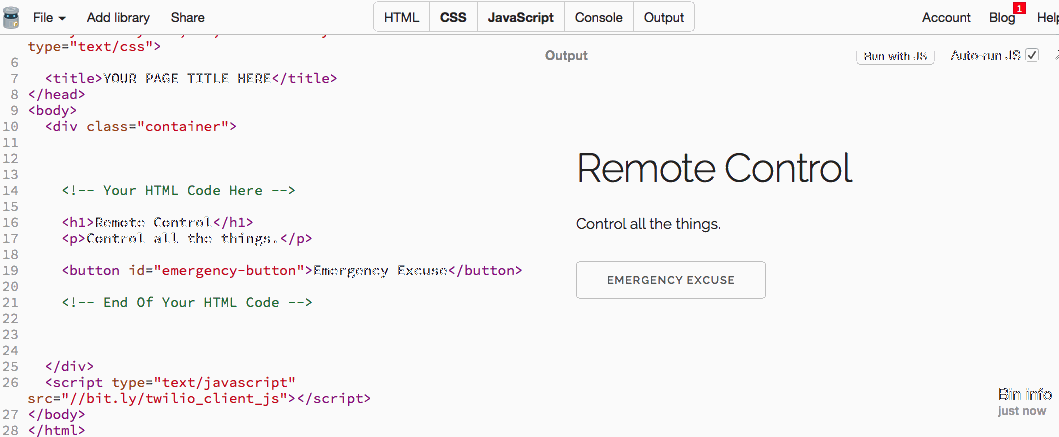 File Add library Share HTML CSS JavaScript Console Output Account Blog 1 Help
type="text/css">
Output Run with JS Auto-run JS
6
7 <title>YOUR PAGE TITLE HERE</title>
8 </head>
9 <body>
10 <div class="container">
11
12
13
14 <!-- Your HTML Code Here -->
15
16 <h1>Remote Control</h1>
17 <p>Control all the things.</p>
18
19 <button id="emergency-button">Emergency Excuse</button>
20
21 <!-- End Of Your HTML Code -->
22
23
24
25 </div>
26 <script type="text/javascript"
src="//bit.ly/twilio_client_js"></script>
27 </body>
28 </html>
Remote Control
Control all the things.
EMERGENCY EXCUSE
Bin info
just now